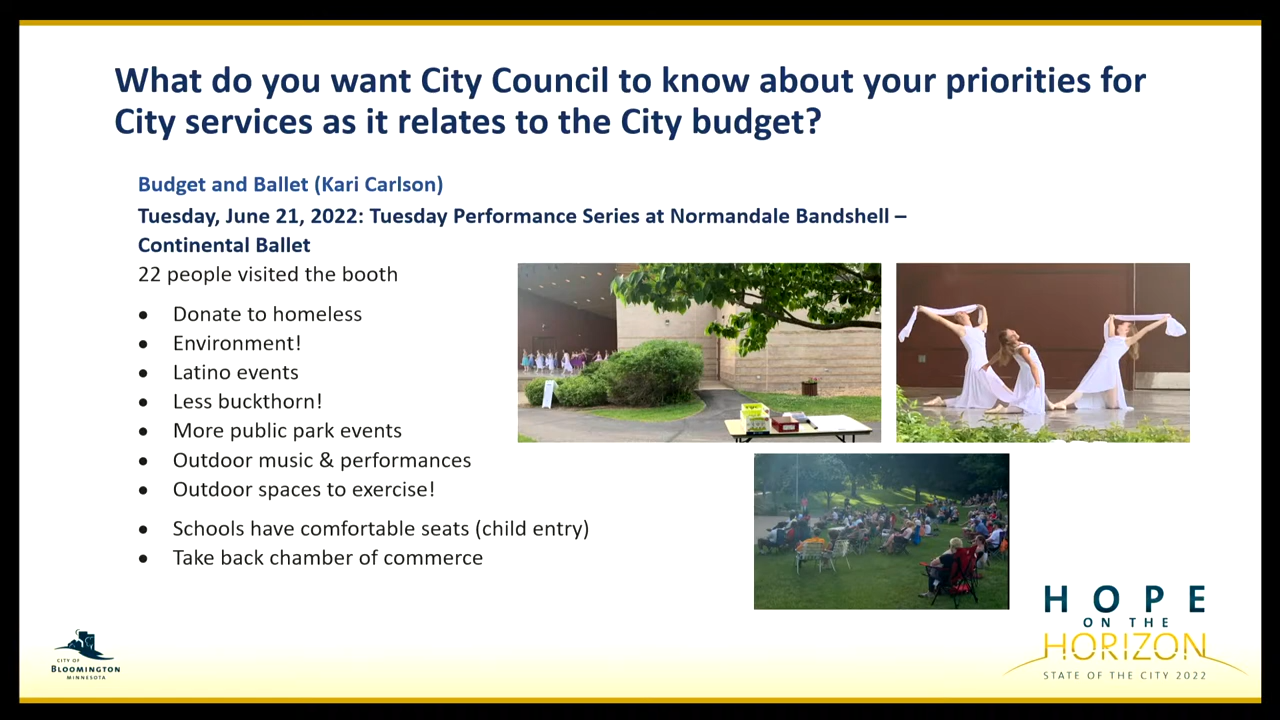 What do you want City Council to know about your priorities for
City services as it relates to the City budget?
Budget and Ballet (Kari Carlson)
Tuesday, June 21, 2022: Tuesday Performance Series at Normandale Bandshell –
Continental Ballet
22 people visited the booth
• Donate to homeless
• Environment!
• Latino events
• Less buckthorn!
• More public park events
• Outdoor music & performances
• Outdoor spaces to exercise!
• Schools have comfortable seats (child entry)
• Take back chamber of commerce
CITY OF
BLOOMINGTON
MINNESOTA
HOPE
ON THE
HORIZON
STATE OF THE CITY 2022